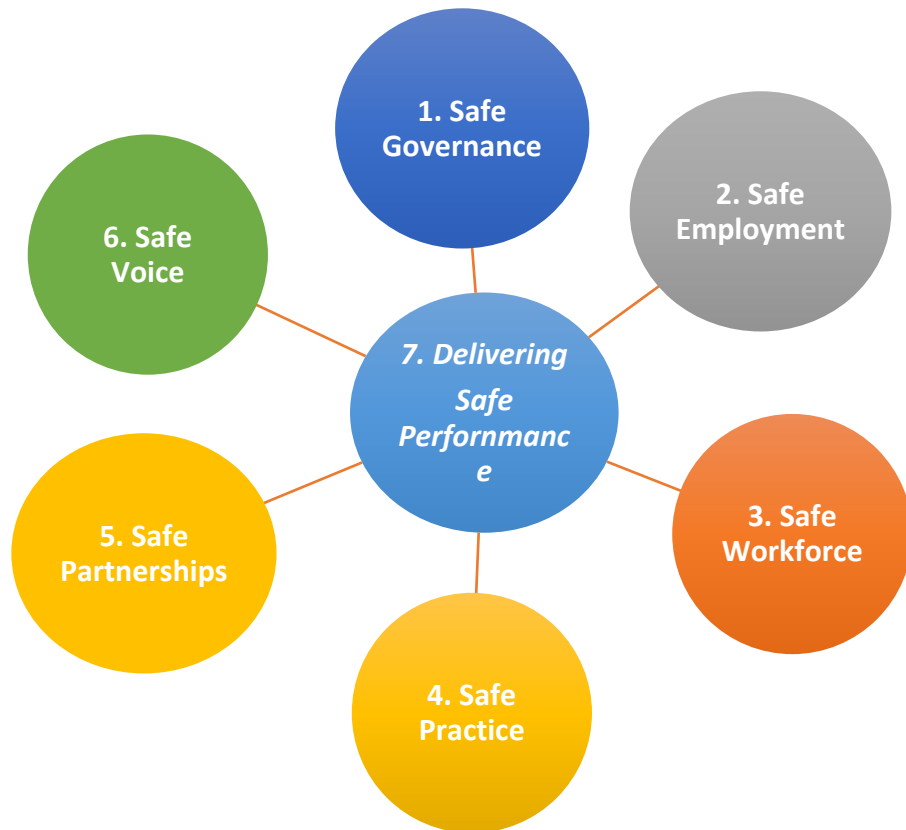 1. Safe
Governance
2. Safe
Employment
3. Safe
Workforce
4. Safe
Practice
5. Safe
Partnerships
6. Safe
Voice
7. Delivering
Safe
Perfornmanc
e